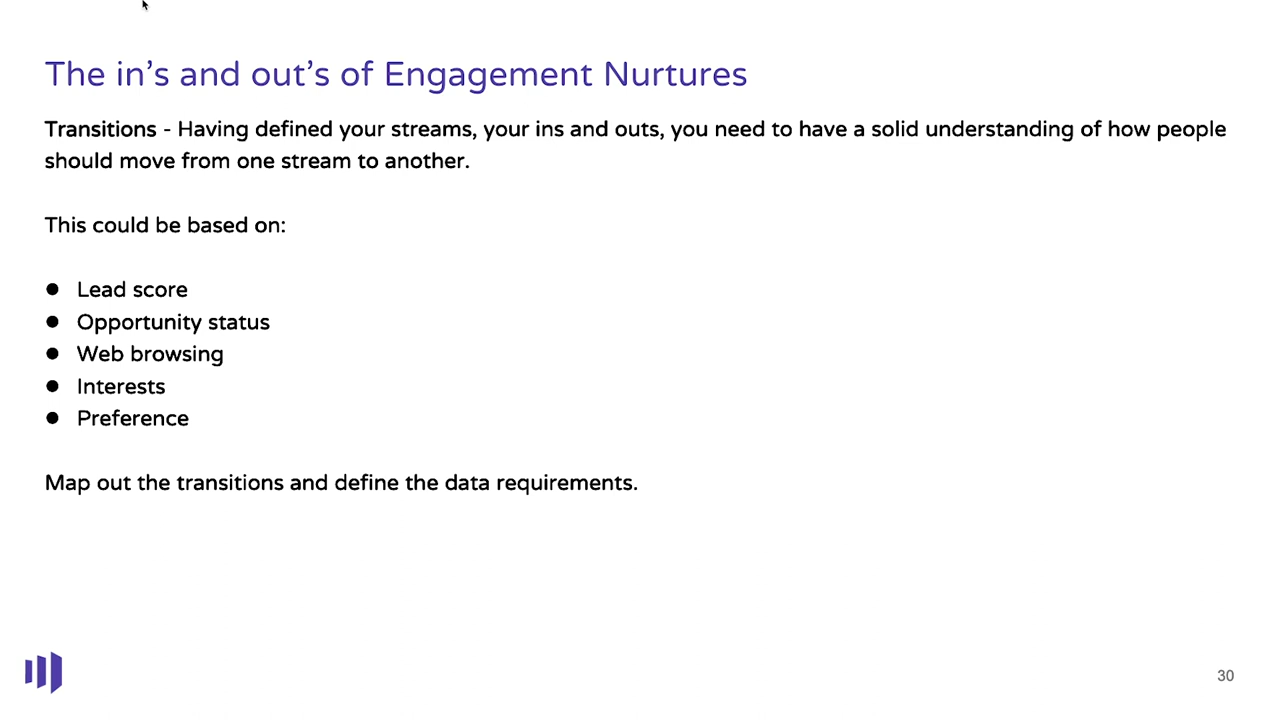 The in's and out's of Engagement Nurtures
Transitions - Having defined your streams, your ins and outs, you need to have a solid understanding of how people
should move from one stream to another.
This could be based on:
● Lead score
● Opportunity status
● Web browsing
● Interests
● Preference
Map out the transitions and define the data requirements.
30